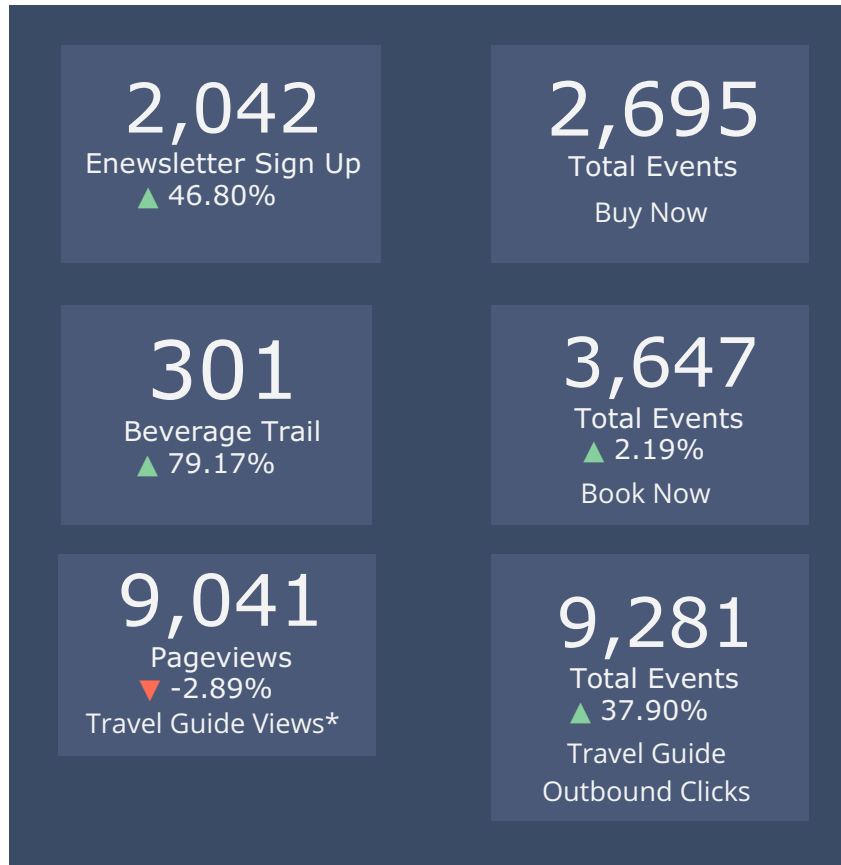 2,042
Enewsletter Sign Up
▲ 46.80%
2,695
Total Events
Buy Now
301
Beverage Trail
▲ 79.17%
3,647
Total Events
▲ 2.19%
Book Now
9,041
Pageviews
▼ -2.89%
Travel Guide Views*
9,281
Total Events
▲ 37.90%
Travel Guide
Outbound Clicks